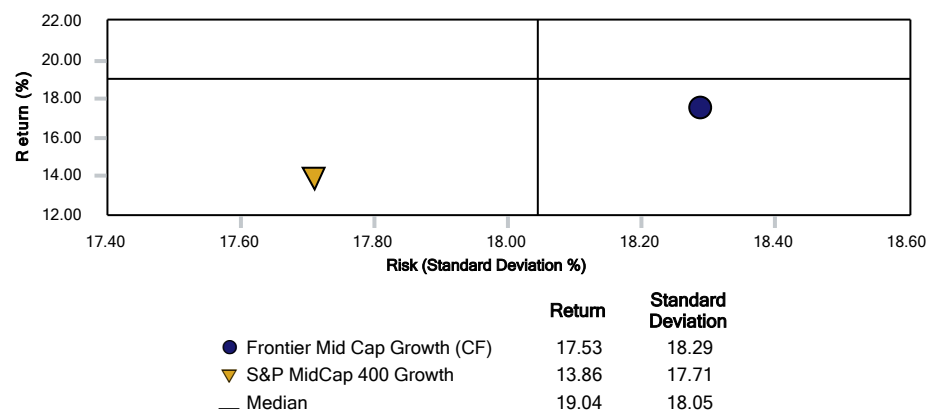 22.00
20.00
18.00
16.00
14.00
12.00
Return (%)
17.40 17.60 17.80 18.00 18.20 18.40 18.60
Risk (Standard Deviation %)
Return Standard Deviation
Frontier Mid Cap Growth (CF) 17.53 18.29
S&P MidCap 400 Growth 13.86 17.71
Median 19.04 18.05